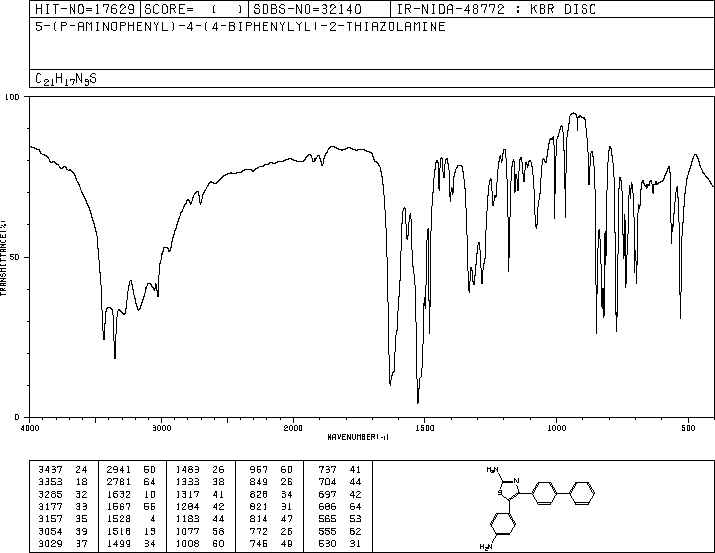 HIT-NO=17629 SCORE= ( ) SDBS-NO=32140 IR-NIDA-48772 : KBR DISC
5-(P-AMINOPHENYL)-4-(4-BIPHENYLYL)-2-THIAZOLAMINE
C21H17N3S
100
50
0
TRANSMITTANCE(%)
4000 3000 2000 1500 1000 500
WAVENUMBER(-1)
3437 24 2941 50 1483 26 967 60 737 41
3353 18 2701 64 1333 38 849 26 704 44
3285 32 1632 10 1317 41 828 34 697 42
3177 33 1567 55 1284 42 821 31 686 64
3157 35 1528 4 1183 44 814 47 565 53
3054 39 1518 19 1077 58 772 26 555 52
3029 37 1499 34 1008 60 746 49 530 31
H2N
N
S
H2N